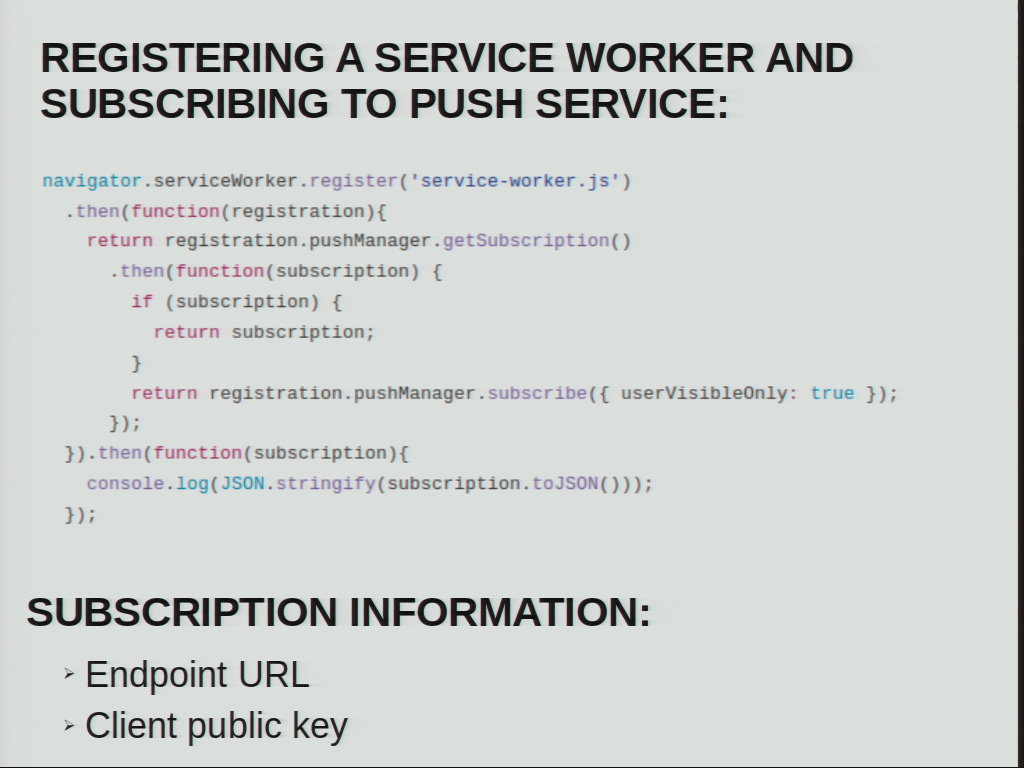 REGISTERING A SERVICE WORKER AND
SUBSCRIBING TO PUSH SERVICE:
navigator.serviceWorker.register('service-worker.js')
  .then(function(registration){
    return registration.pushManager.getSubscription()
      .then(function(subscription) {
        if (subscription) {
          return subscription;
        }
        return registration.pushManager.subscribe({ userVisibleOnly: true });
      });
  }).then(function(subscription){
    console.log(JSON.stringify(subscription.toJSON()));
  });
SUBSCRIPTION INFORMATION:
➢ Endpoint URL
➢ Client public key